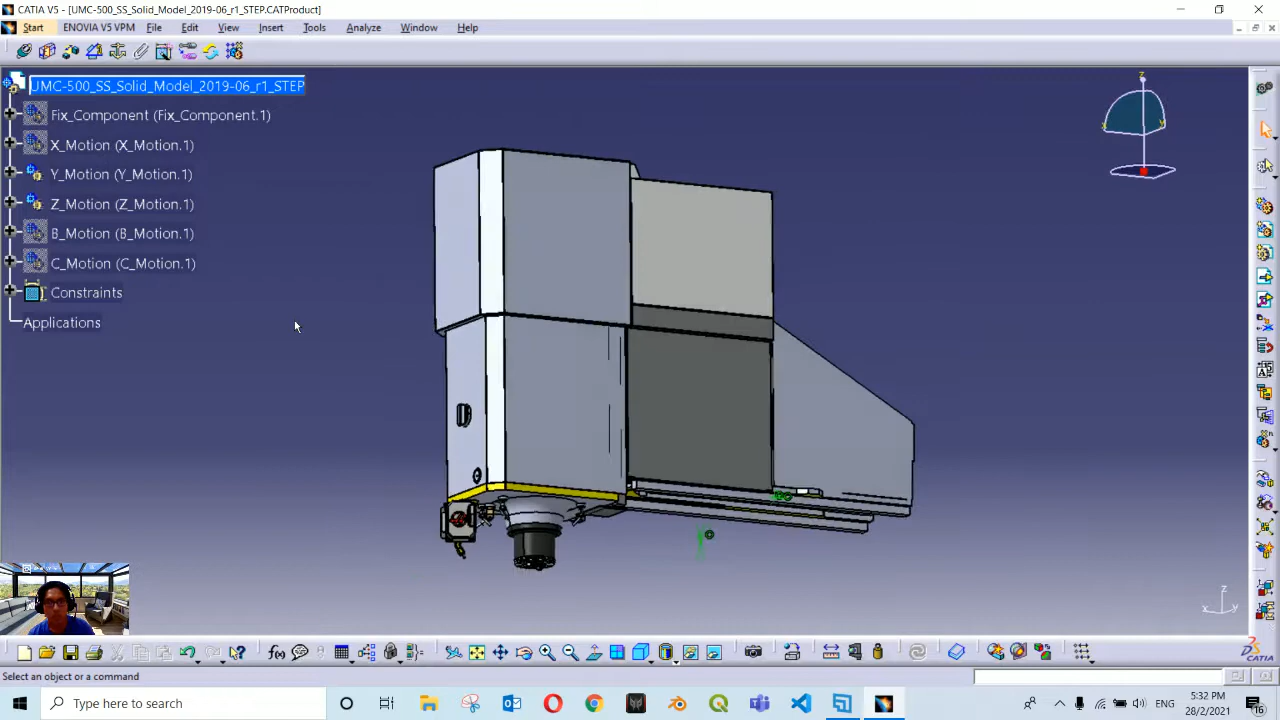 CATIA V5 - [UMC-500_SS_Solid_Model_2019-06_r1_STEP.CATProduct]
Start ENOVIA V5 VPM File Edit View Insert Tools Analyze Window Help
UMC-500_SS_Solid_Model_2019-06_r1_STEP
Fix_Component (Fix_Component.1)
X_Motion (X_Motion.1)
Y_Motion (Y_Motion.1)
Z_Motion (Z_Motion.1)
B_Motion (B_Motion.1)
C_Motion (C_Motion.1)
Constraints
Applications
z
z
x y
f(x)
CATIA
Select an object or a command
Type here to search
ENG
5:32 PM
28/2/2021
16